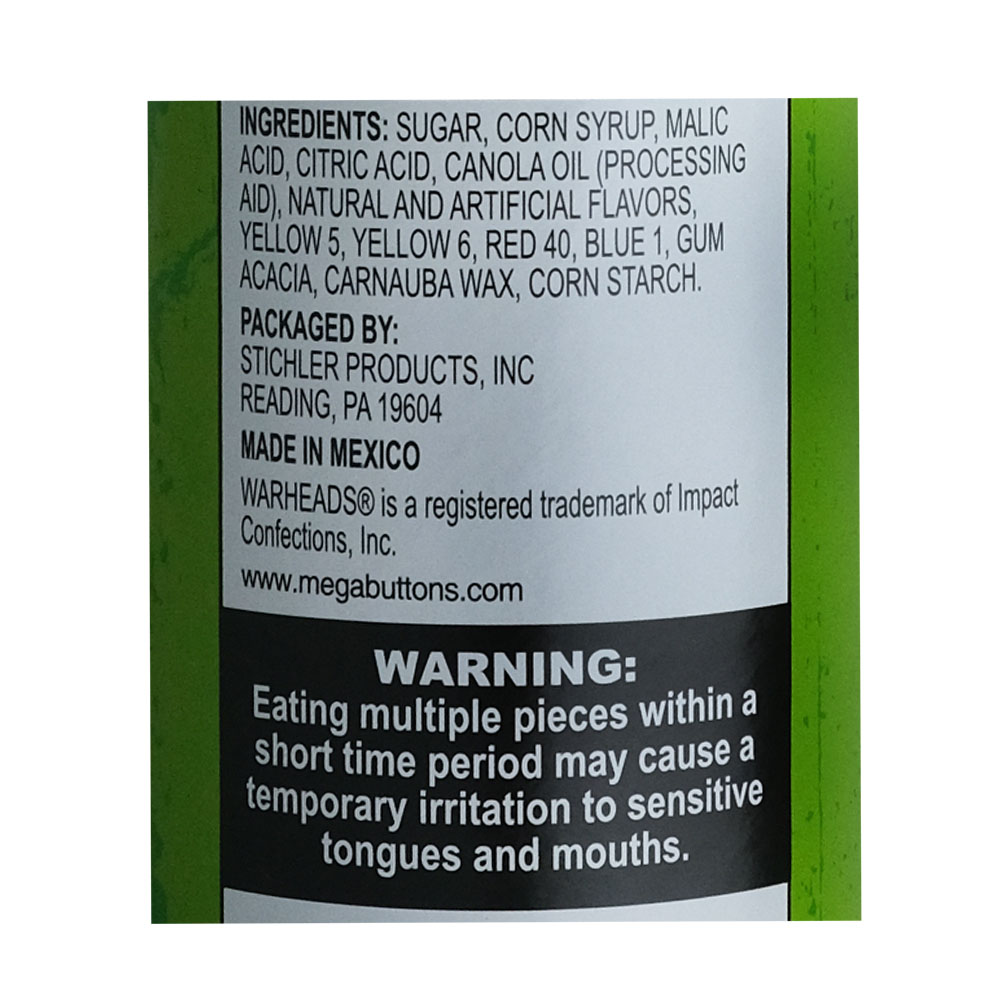 INGREDIENTS: SUGAR, CORN SYRUP, MALIC
ACID, CITRIC ACID, CANOLA OIL (PROCESSING
AID), NATURAL AND ARTIFICIAL FLAVORS,
YELLOW 5, YELLOW 6, RED 40, BLUE 1, GUM
ACACIA, CARNAUBA WAX, CORN STARCH.
PACKAGED BY:
STICHLER PRODUCTS, INC
READING, PA 19604
MADE IN MEXICO
WARHEADS® is a registered trademark of Impact
Confections, Inc.
www.megabuttons.com
WARNING:
Eating multiple pieces within a
short time period may cause a
temporary irritation to sensitive
tongues and mouths.